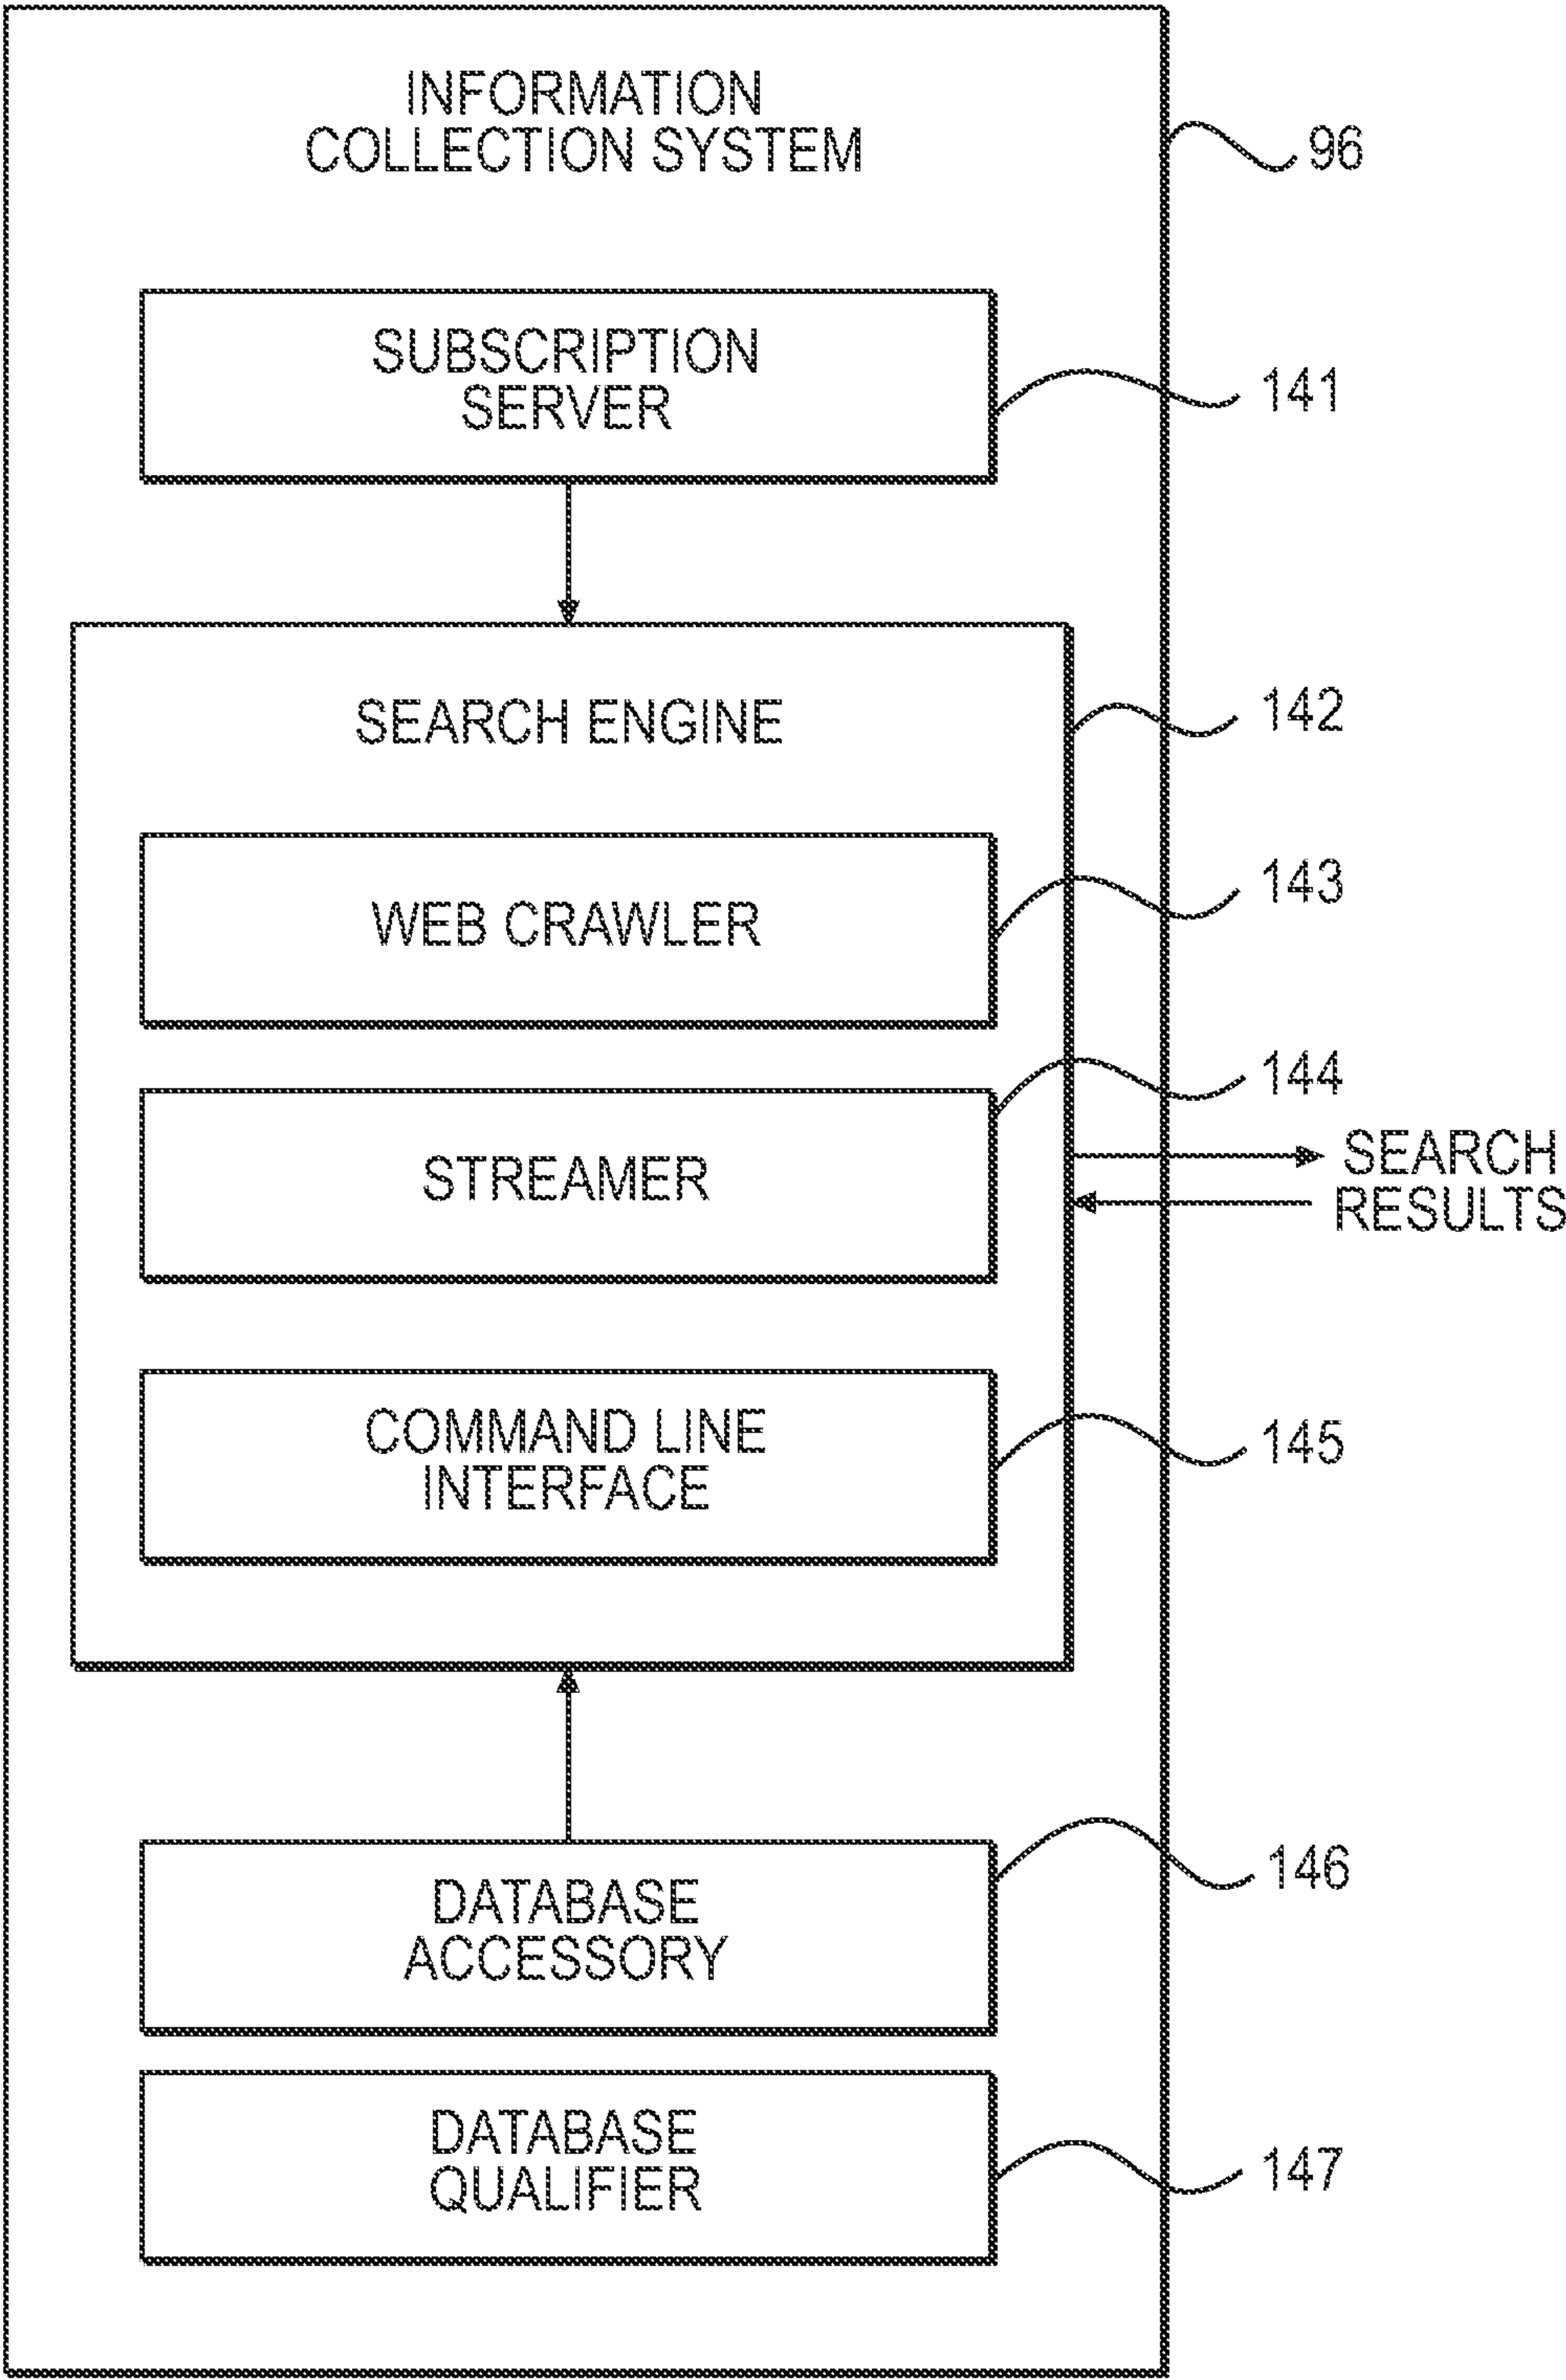 INFORMATION
COLLECTION SYSTEM
96
SUBSCRIPTION
SERVER
141
SEARCH ENGINE
142
WEB CRAWLER
143
STREAMER
144
SEARCH
RESULTS
COMMAND LINE
INTERFACE
145
DATABASE
ACCESSORY
146
DATABASE
QUALIFIER
147